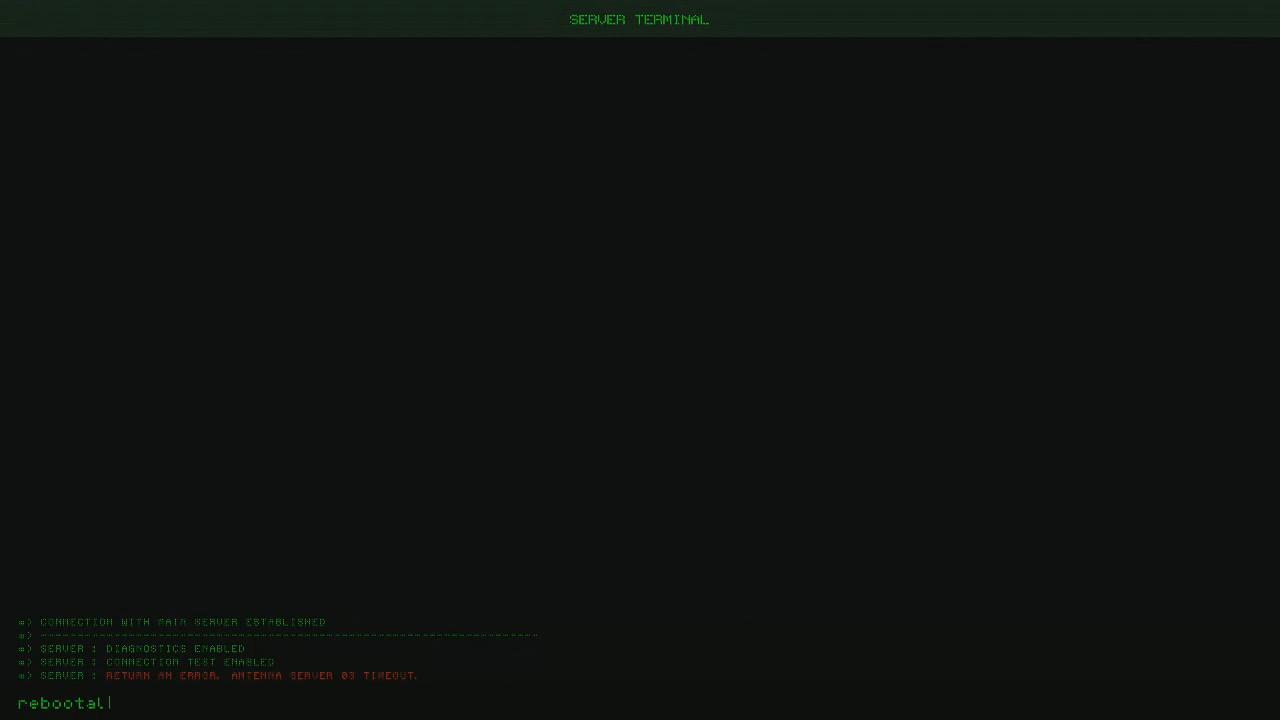 SERVER TERMINAL
=> CONNECTION WITH MAIN SERVER ESTABLISHED
=> ------------------------------------------------------------------
=> SERVER : DIAGNOSTICS ENABLED
=> SERVER : CONNECTION TEST ENABLED
=> SERVER : RETURN AN ERROR. ANTENNA SERVER 03 TIMEOUT.
rebootal|